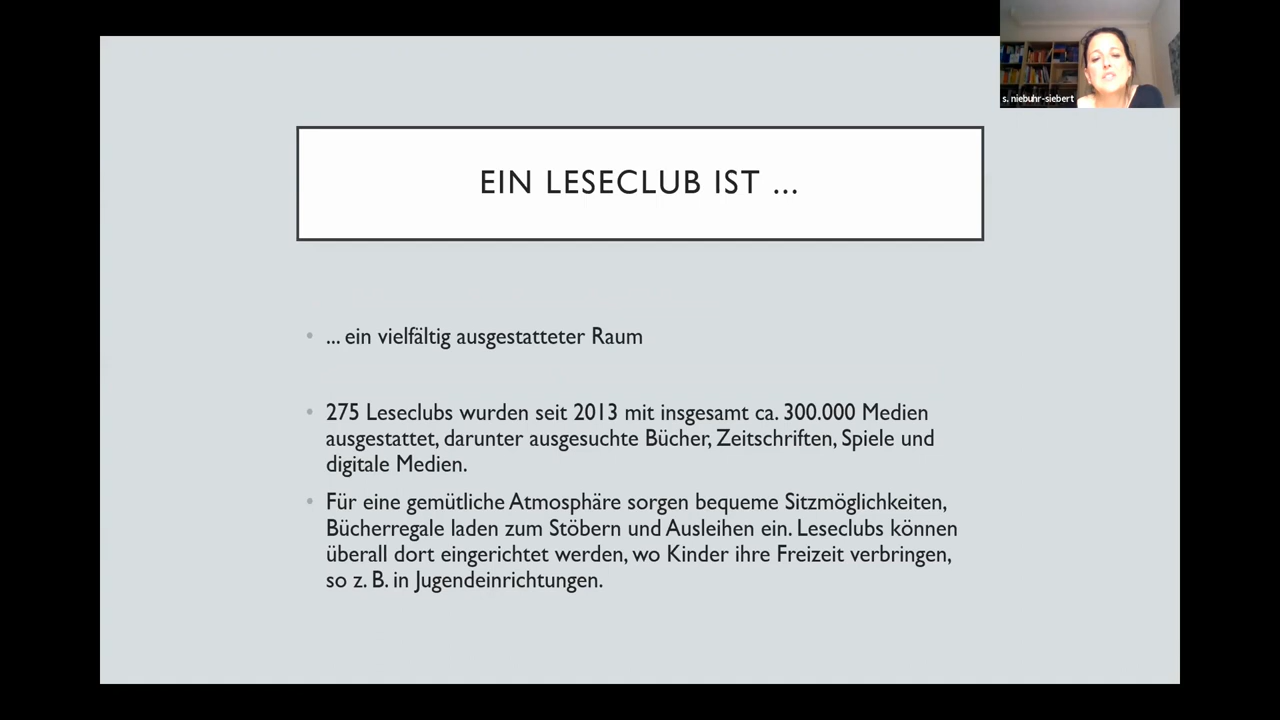 s. niebuhr-siebert
EIN LESECLUB IST ...
• ... ein vielfältig ausgestatteter Raum
• 275 Leseclubs wurden seit 2013 mit insgesamt ca. 300.000 Medien
ausgestattet, darunter ausgesuchte Bücher, Zeitschriften, Spiele und
digitale Medien.
• Für eine gemütliche Atmosphäre sorgen bequeme Sitzmöglichkeiten,
Bücherregale laden zum Stöbern und Ausleihen ein. Leseclubs können
überall dort eingerichtet werden, wo Kinder ihre Freizeit verbringen,
so z. B. in Jugendeinrichtungen.